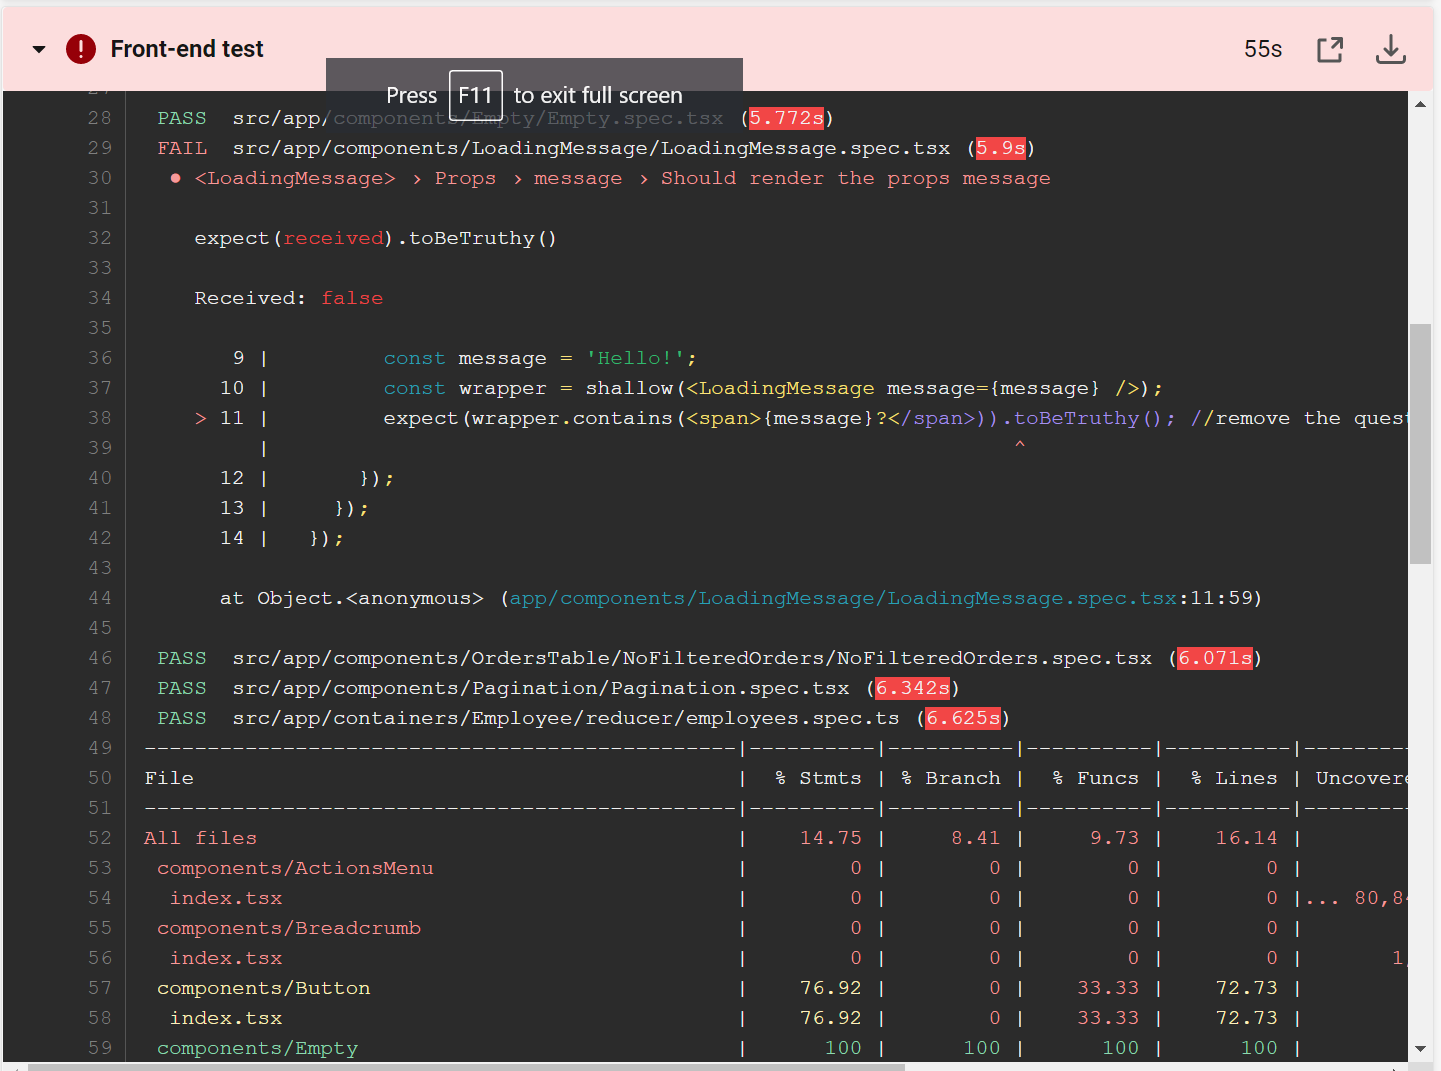 Front-end test 55s
Press F11 to exit full screen
28 PASS src/app/components/Empty/Empty.spec.tsx (5.772s)
29 FAIL src/app/components/LoadingMessage/LoadingMessage.spec.tsx (5.9s)
30 ● <LoadingMessage> › Props › message › Should render the props message
31
32 expect(received).toBeTruthy()
33
34 Received: false
35
36 9 | const message = 'Hello!';
37 10 | const wrapper = shallow(<LoadingMessage message={message} />);
38 > 11 | expect(wrapper.contains(<span>{message}?</span>)).toBeTruthy(); //remove the quest
39 | ^
40 12 | });
41 13 | });
42 14 | });
43
44 at Object.<anonymous> (app/components/LoadingMessage/LoadingMessage.spec.tsx:11:59)
45
46 PASS src/app/components/OrdersTable/NoFilteredOrders/NoFilteredOrders.spec.tsx (6.071s)
47 PASS src/app/components/Pagination/Pagination.spec.tsx (6.342s)
48 PASS src/app/containers/Employee/reducer/employees.spec.ts (6.625s)
49 -----------------------------------------------|----------|----------|----------|----------|---------
50 File | % Stmts | % Branch | % Funcs | % Lines | Uncovere
51 -----------------------------------------------|----------|----------|----------|----------|---------
52 All files | 14.75 | 8.41 | 9.73 | 16.14 |
53 components/ActionsMenu | 0 | 0 | 0 | 0 |
54 index.tsx | 0 | 0 | 0 | 0 |... 80,84
55 components/Breadcrumb | 0 | 0 | 0 | 0 |
56 index.tsx | 0 | 0 | 0 | 0 | 1,
57 components/Button | 76.92 | 0 | 33.33 | 72.73 |
58 index.tsx | 76.92 | 0 | 33.33 | 72.73 |
59 components/Empty | 100 | 100 | 100 | 100 |